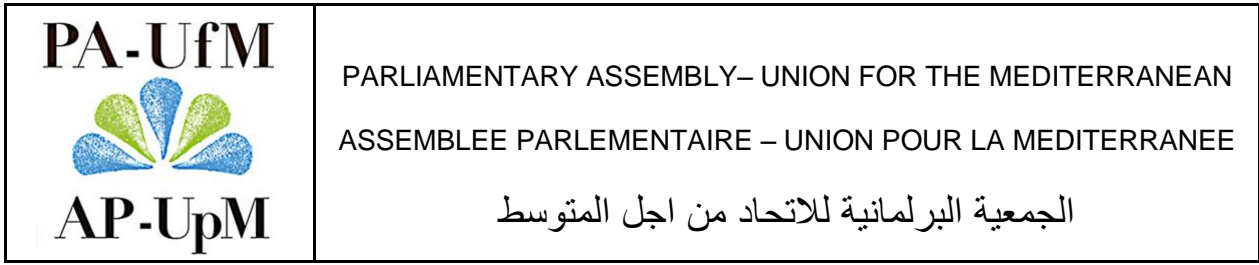 PA-UfM
AP-UpM
PARLIAMENTARY ASSEMBLY– UNION FOR THE MEDITERRANEAN
ASSEMBLEE PARLEMENTAIRE – UNION POUR LA MEDITERRANEE
الجمعية البرلمانية للاتحاد من اجل المتوسط